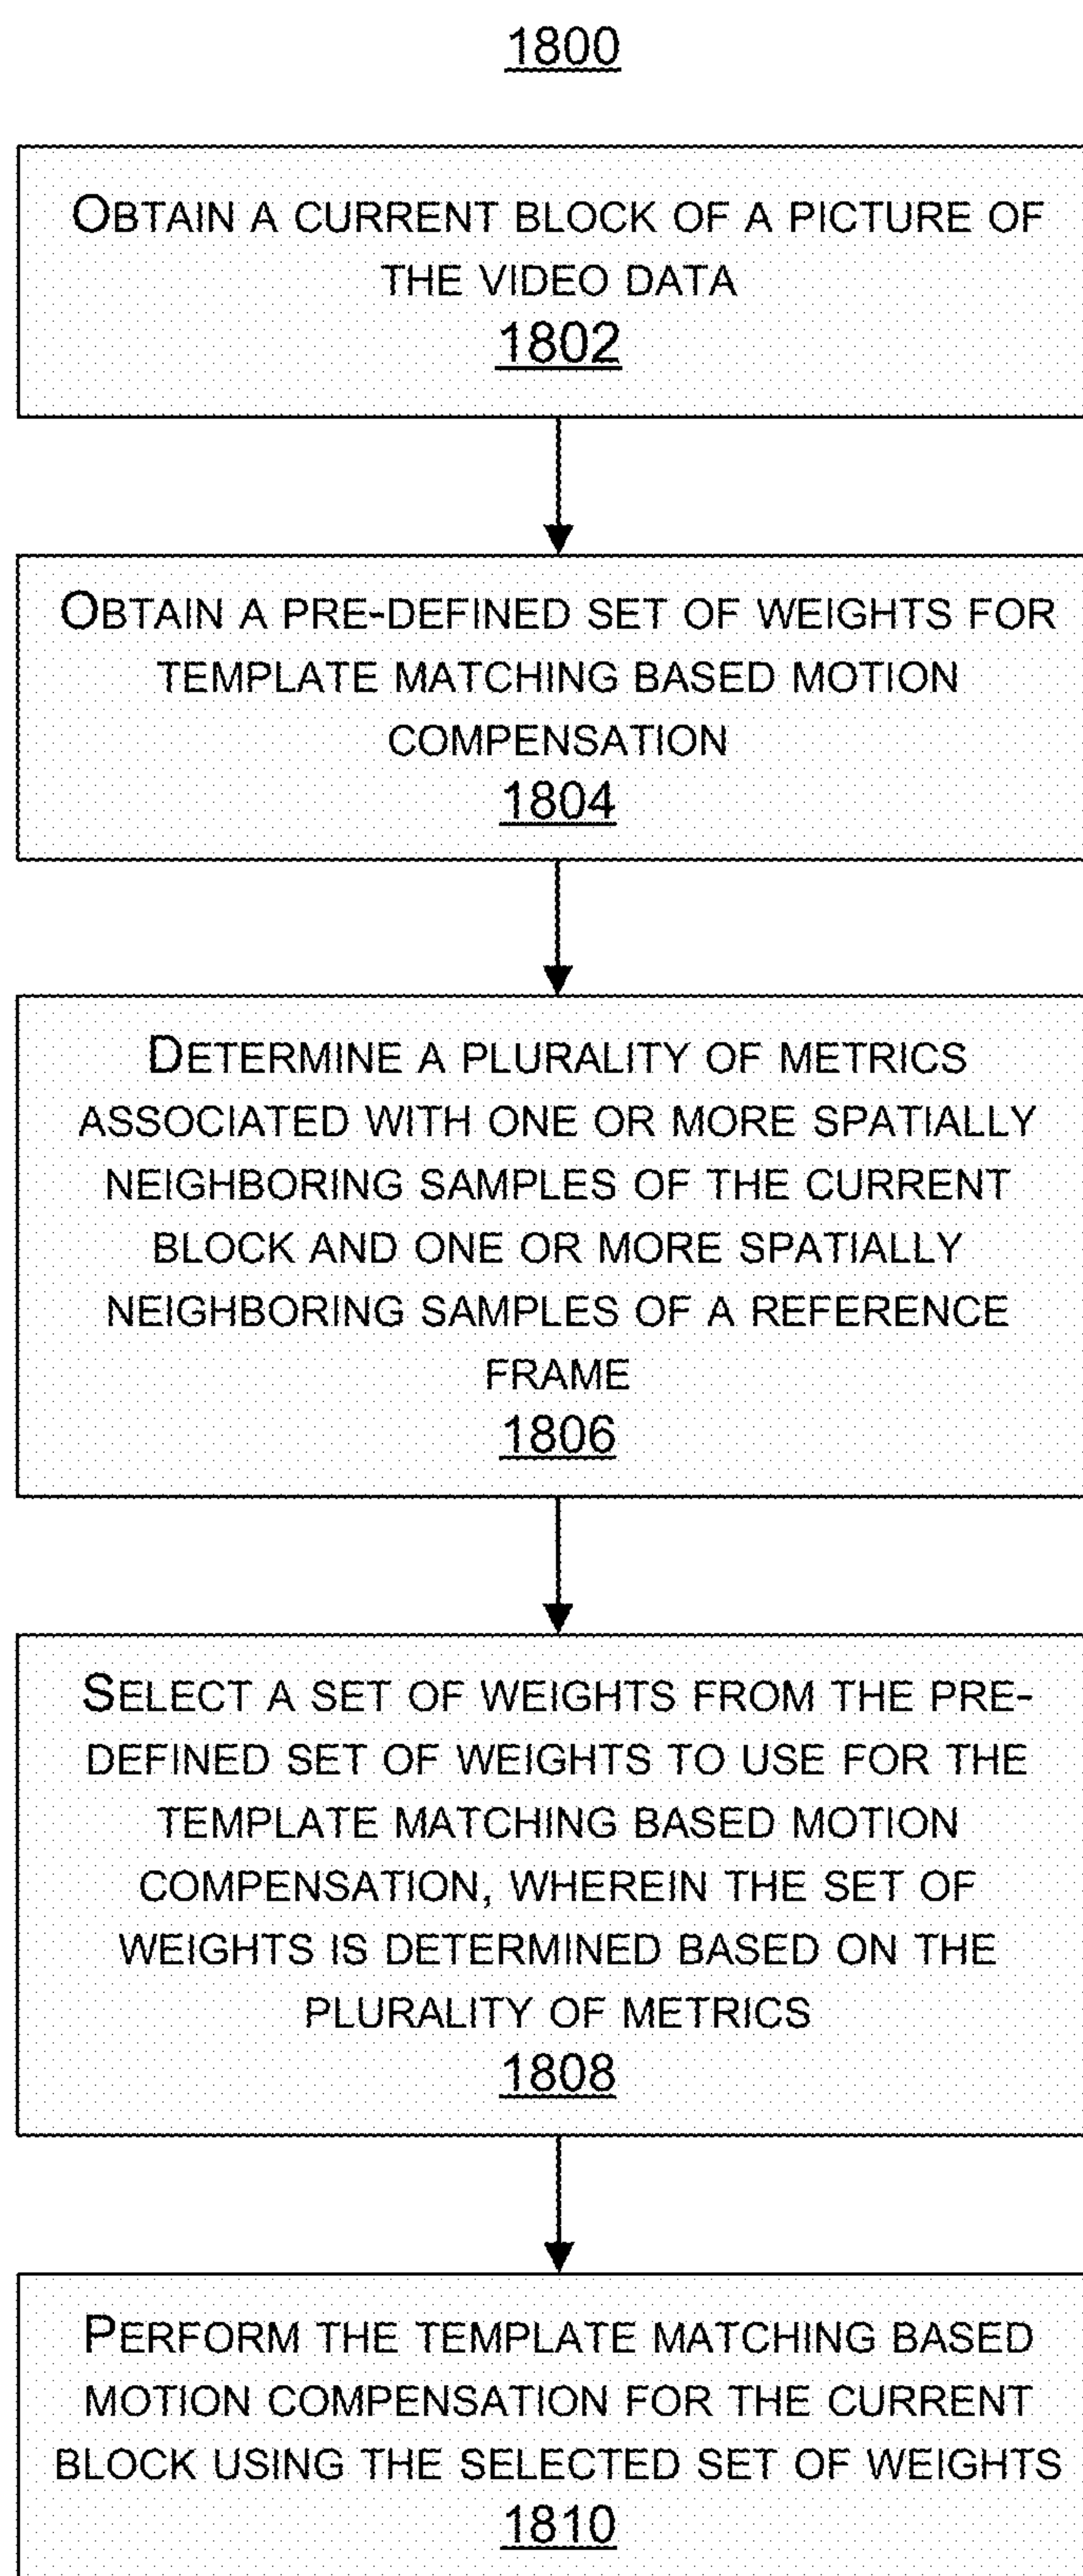 1800
OBTAIN A CURRENT BLOCK OF A PICTURE OF
THE VIDEO DATA
1802
OBTAIN A PRE-DEFINED SET OF WEIGHTS FOR
TEMPLATE MATCHING BASED MOTION
COMPENSATION
1804
DETERMINE A PLURALITY OF METRICS
ASSOCIATED WITH ONE OR MORE SPATIALLY
NEIGHBORING SAMPLES OF THE CURRENT
BLOCK AND ONE OR MORE SPATIALLY
NEIGHBORING SAMPLES OF A REFERENCE
FRAME
1806
SELECT A SET OF WEIGHTS FROM THE PRE-
DEFINED SET OF WEIGHTS TO USE FOR THE
TEMPLATE MATCHING BASED MOTION
COMPENSATION, WHEREIN THE SET OF
WEIGHTS IS DETERMINED BASED ON THE
PLURALITY OF METRICS
1808
PERFORM THE TEMPLATE MATCHING BASED
MOTION COMPENSATION FOR THE CURRENT
BLOCK USING THE SELECTED SET OF WEIGHTS
1810